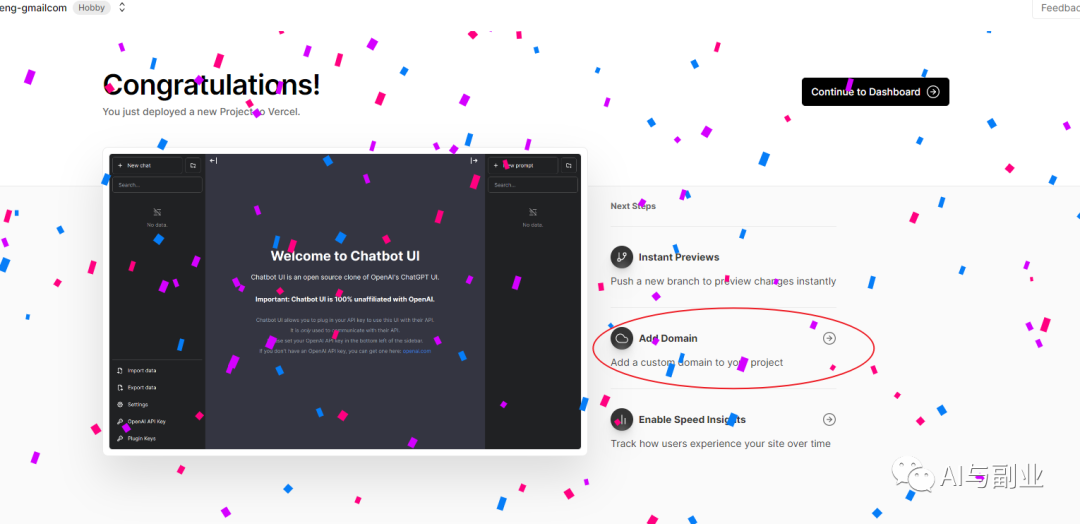 eng-gmailcom Hobby
Feedbac
Congratulations!
You just deployed a new Project to Vercel.
Continue to Dashboard
New chat
Search...
No data.
Import data
Export data
Settings
OpenAI API Key
Plugin Keys
Welcome to Chatbot UI
Chatbot UI is an open source clone of OpenAI's ChatGPT UI.
Important: Chatbot UI is 100% unaffiliated with OpenAI.
Chatbot UI allows you to plug in your API key to use this UI with their API.
It is only used to communicate with their API.
have set your OpenAI API key in the bottom left of the sidebar.
If you don't have an OpenAI API key, you can get one here: openai.com
New prompt
Search...
No data.
Next Steps
Instant Previews
Push a new branch to preview changes instantly
Add Domain
Add a custom domain to your project
Enable Speed Insights
Track how users experience your site over time
AI与副业